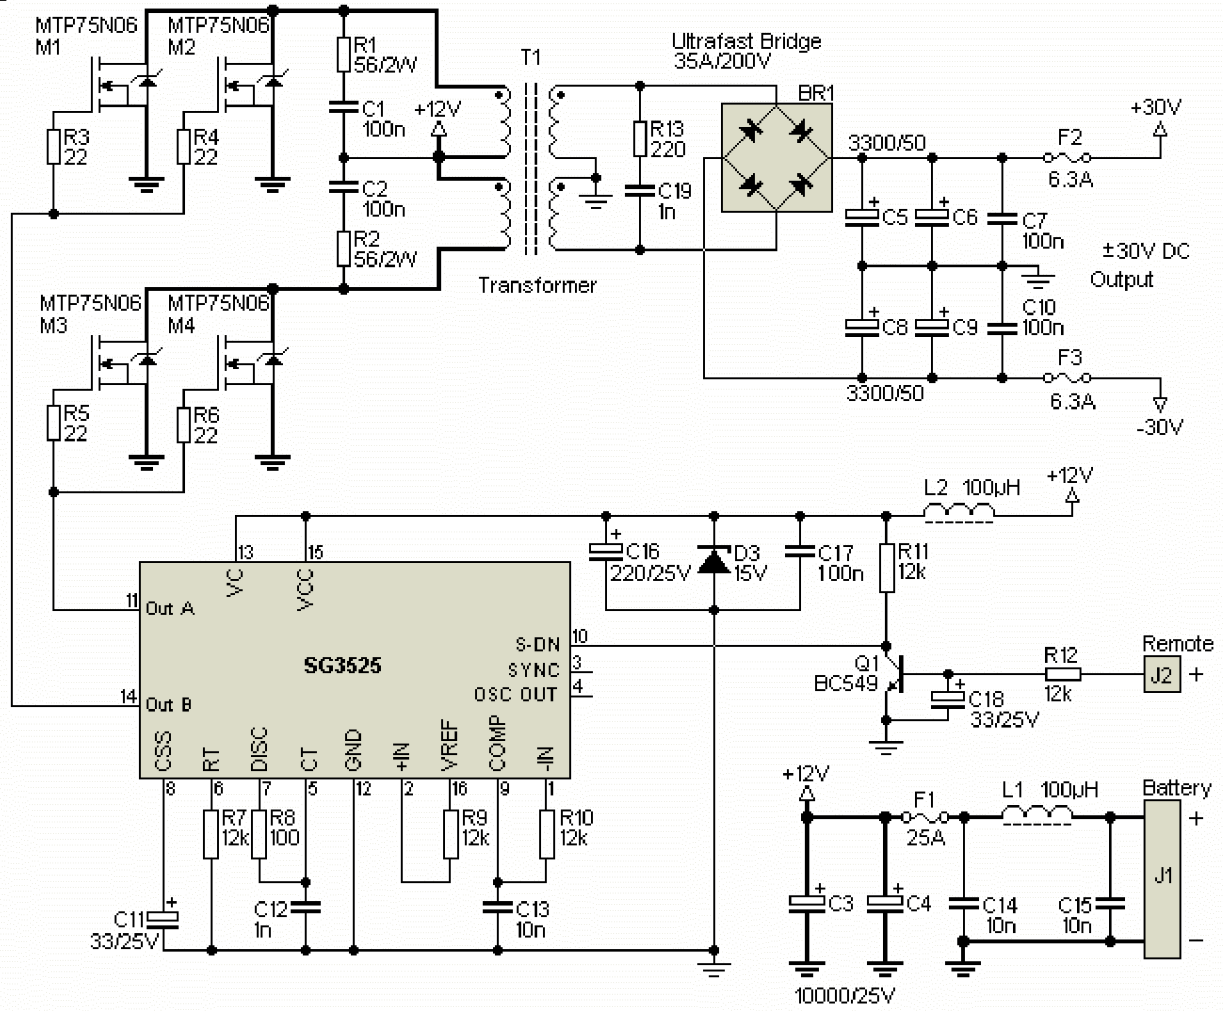 MTP75N06 MTP75N06
M1 M2
R1
56/2W
C1
100n
+12V
T1
Ultrafast Bridge
35A/200V
BR1
R3
22
R4
22
R13
220
C19
1n
3300/50
F2
6.3A
+30V
C2
100n
R2
56/2W
C5
C6
C7
100n
±30V DC
Output
Transformer
MTP75N06 MTP75N06
M3 M4
C8
C9
C10
100n
3300/50
F3
6.3A
-30V
R5
22
R6
22
L2 100µH
+12V
13
15
VC
VCC
C16
220/25V
D3
15V
C17
100n
R11
12k
11
Out A
SG3525
S-DN
10
SYNC
3
OSC OUT
4
14
Out B
Q1
BC549
C18
33/25V
R12
12k
Remote
J2
+
CSS
RT
DISC
CT
GND
+IN
VREF
COMP
-IN
8
6
7
5
12
2
16
9
1
R7
12k
R8
100
R9
12k
R10
12k
C11
33/25V
C12
1n
C13
10n
+12V
F1
25A
L1 100µH
Battery
+
J1
−
C3
C4
C14
10n
C15
10n
10000/25V